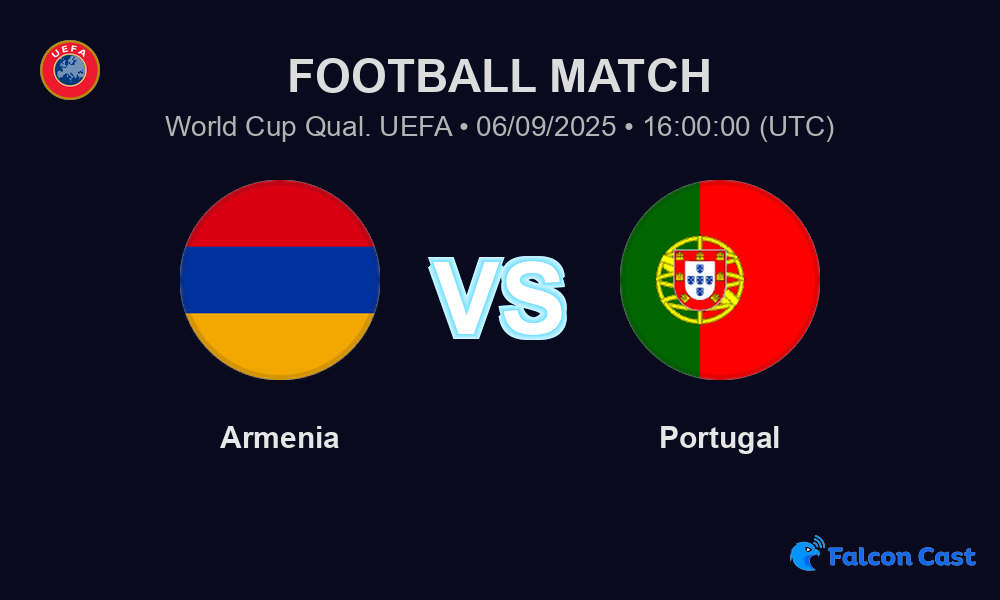 UEFA
FOOTBALL MATCH
World Cup Qual. UEFA • 06/09/2025 • 16:00:00 (UTC)
VS
Armenia
Portugal
Falcon Cast